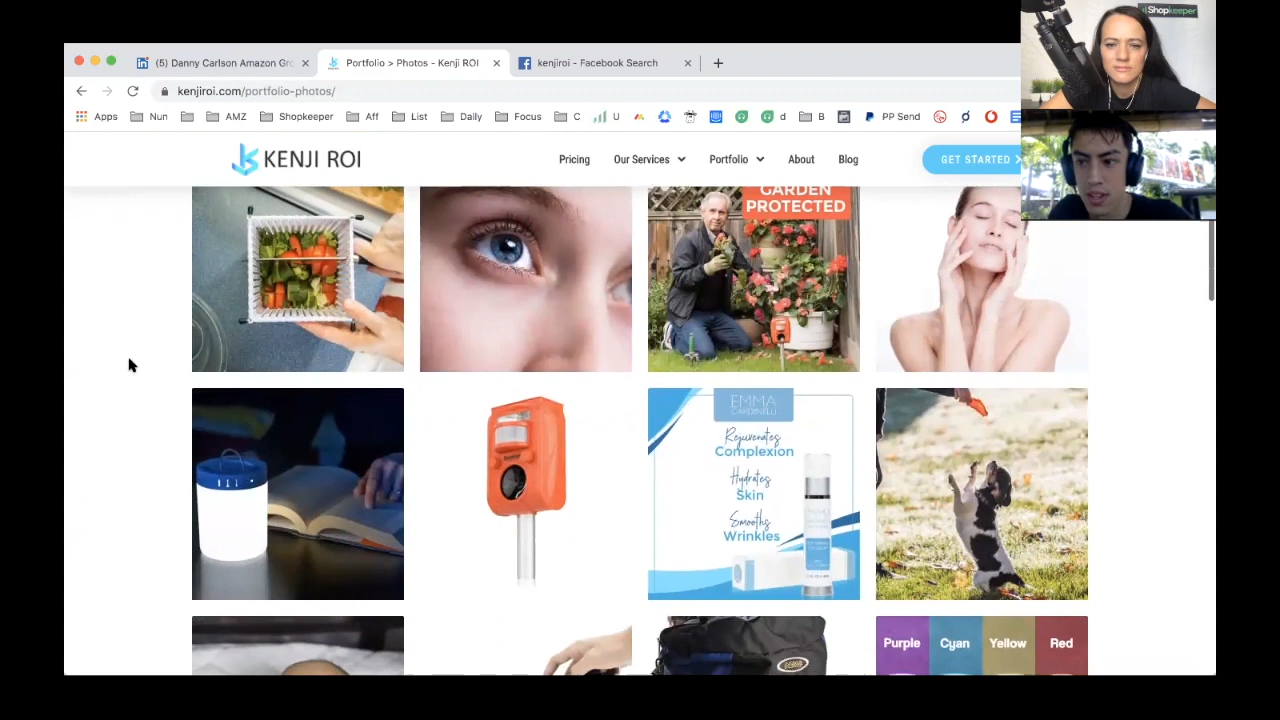 Shopkeeper
(5) Danny Carlson Amazon Gro
Portfolio > Photos - Kenji ROI
kenjiroi - Facebook Search
kenjiroi.com/portfolio-photos/
Apps Nun AMZ Shopkeeper Aff List Daily Focus C U d B PP Send
KENJI ROI
Pricing Our Services Portfolio About Blog GET STARTED
GARDEN
PROTECTED
EMMA
CARDINELLI
Rejuvenates
Complexion
Hydrates
Skin
Smooths
Wrinkles
Purple Cyan Yellow Red